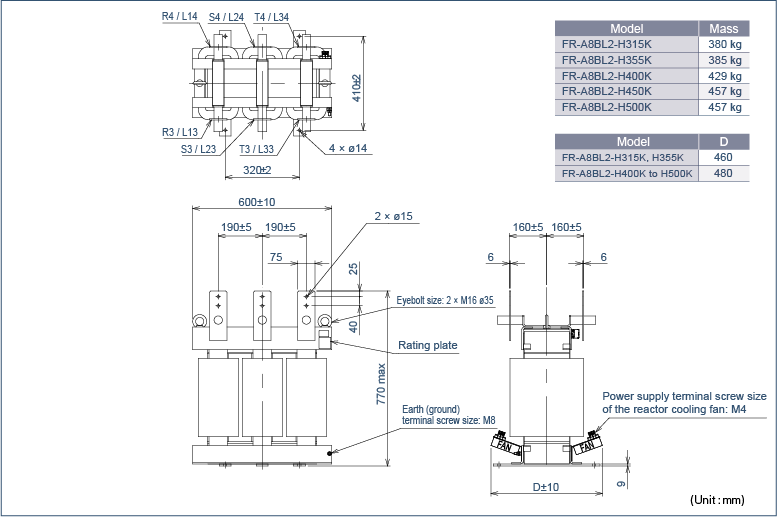 R4 / L14 S4 / L24 T4 / L34
410±2
R3 / L13
S3 / L23 T3 / L33 4 × ø14
320±2
Model Mass
FR-A8BL2-H315K 380 kg
FR-A8BL2-H355K 385 kg
FR-A8BL2-H400K 429 kg
FR-A8BL2-H450K 457 kg
FR-A8BL2-H500K 457 kg
Model D
FR-A8BL2-H315K, H355K 460
FR-A8BL2-H400K to H500K 480
600±10
190±5 190±5
2 × ø15
75
25
40
Eyebolt size: 2 × M16 ø35
Rating plate
770 max
Earth (ground)
terminal screw size: M8
160±5 160±5
6 6
Power supply terminal screw size
of the reactor cooling fan: M4
FAN FAN
D±10
9
(Unit : mm)